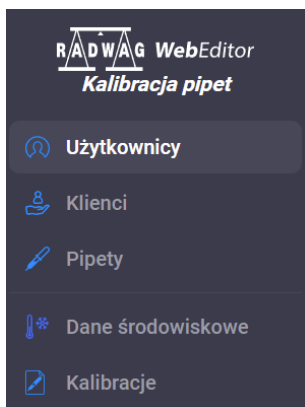 RADWAG WebEditor
Kalibracja pipet
Użytkownicy
Klienci
Pipety
Dane środowiskowe
Kalibracje